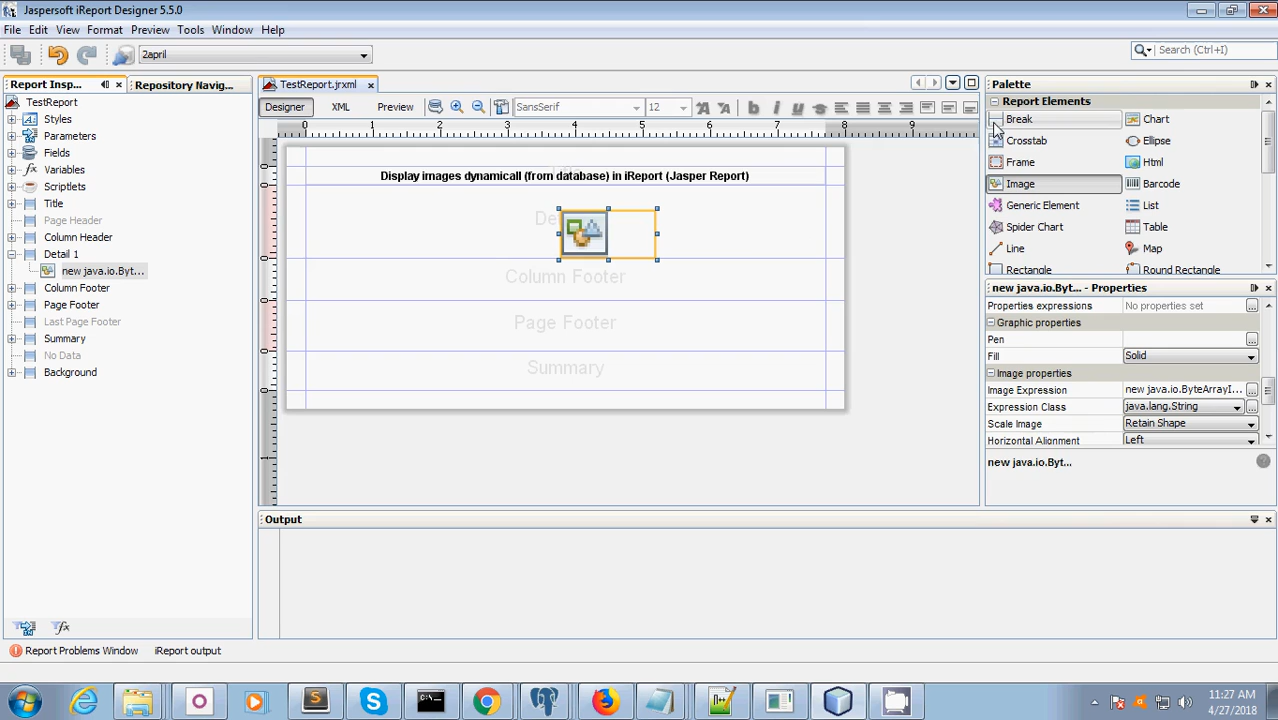 Jaspersoft iReport Designer 5.5.0
File Edit View Format Preview Tools Window Help
2april
Search (Ctrl+I)
Report Insp...
Repository Navig...
TestReport
Styles
Parameters
Fields
Variables
Scriptlets
Title
Page Header
Column Header
Detail 1
new java.io.Byt...
Column Footer
Page Footer
Last Page Footer
Summary
No Data
Background
TestReport.jrxml
Designer XML Preview
SansSerif 12
0 1 2 3 4 5 6 7 8 9
Display images dynamicall (from database) in iReport (Jasper Report)
Column Footer
Page Footer
Summary
Palette
Report Elements
Break Chart
Crosstab Ellipse
Frame Html
Image Barcode
Generic Element List
Spider Chart Table
Line Map
Rectangle Round Rectangle
new java.io.Byt... - Properties
Properties expressions No properties set
Graphic properties
Pen
Fill Solid
Image properties
Image Expression new java.io.ByteArrayI...
Expression Class java.lang.String
Scale Image Retain Shape
Horizontal Alignment Left
new java.io.Byt...
Output
Report Problems Window iReport output
11:27 AM
4/27/2018